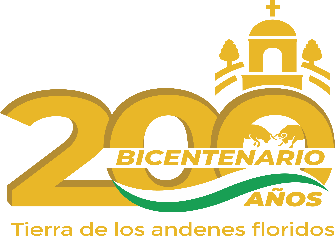 200
BICENTENARIO
AÑOS
Tierra de los andenes floridos